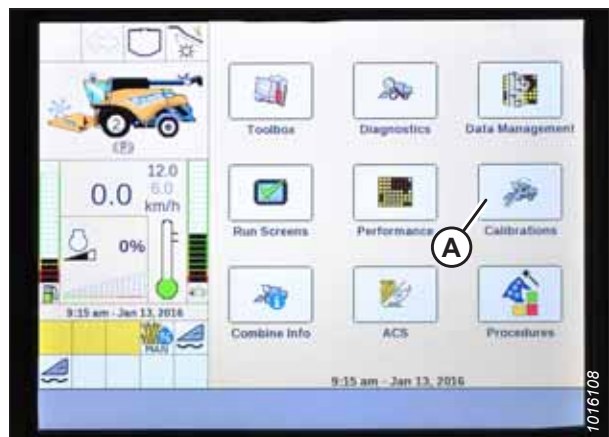 2
(P)
12.0
0.0
6.0
km/h
0%
9:15 am - Jan 13, 2016
MAN
Toolbox
Diagnostics
Data Management
Run Screens
Performance
Calibrations
A
Combine Info
ACS
Procedures
9:15 am - Jan 13, 2016
1016108